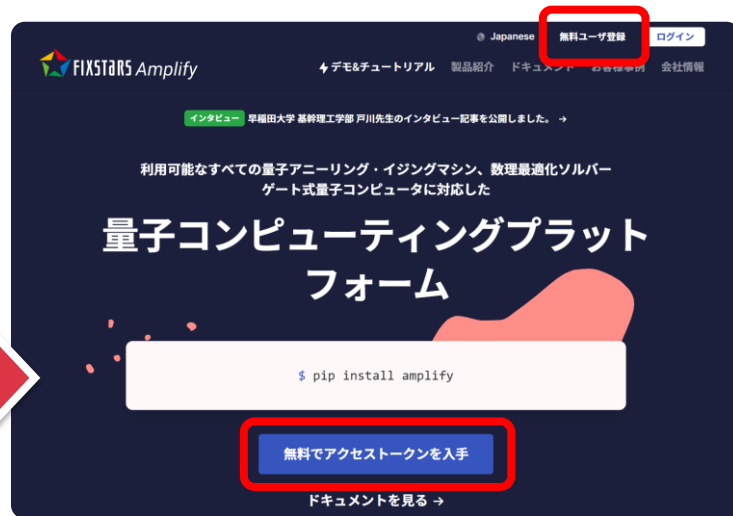 Japanese 無料ユーザ登録 ログイン
FIXSTARS Amplify デモ&チュートリアル 製品紹介 ドキュメント お客様事例 会社情報
インタビュー 早稲田大学 基幹理工学部 戸川先生のインタビュー記事を公開しました。 →
利用可能なすべての量子アニーリング・イジングマシン、数理最適化ソルバー
ゲート式量子コンピュータに対応した
量子コンピューティングプラット
フォーム
$ pip install amplify
無料でアクセストークンを入手
ドキュメントを見る →